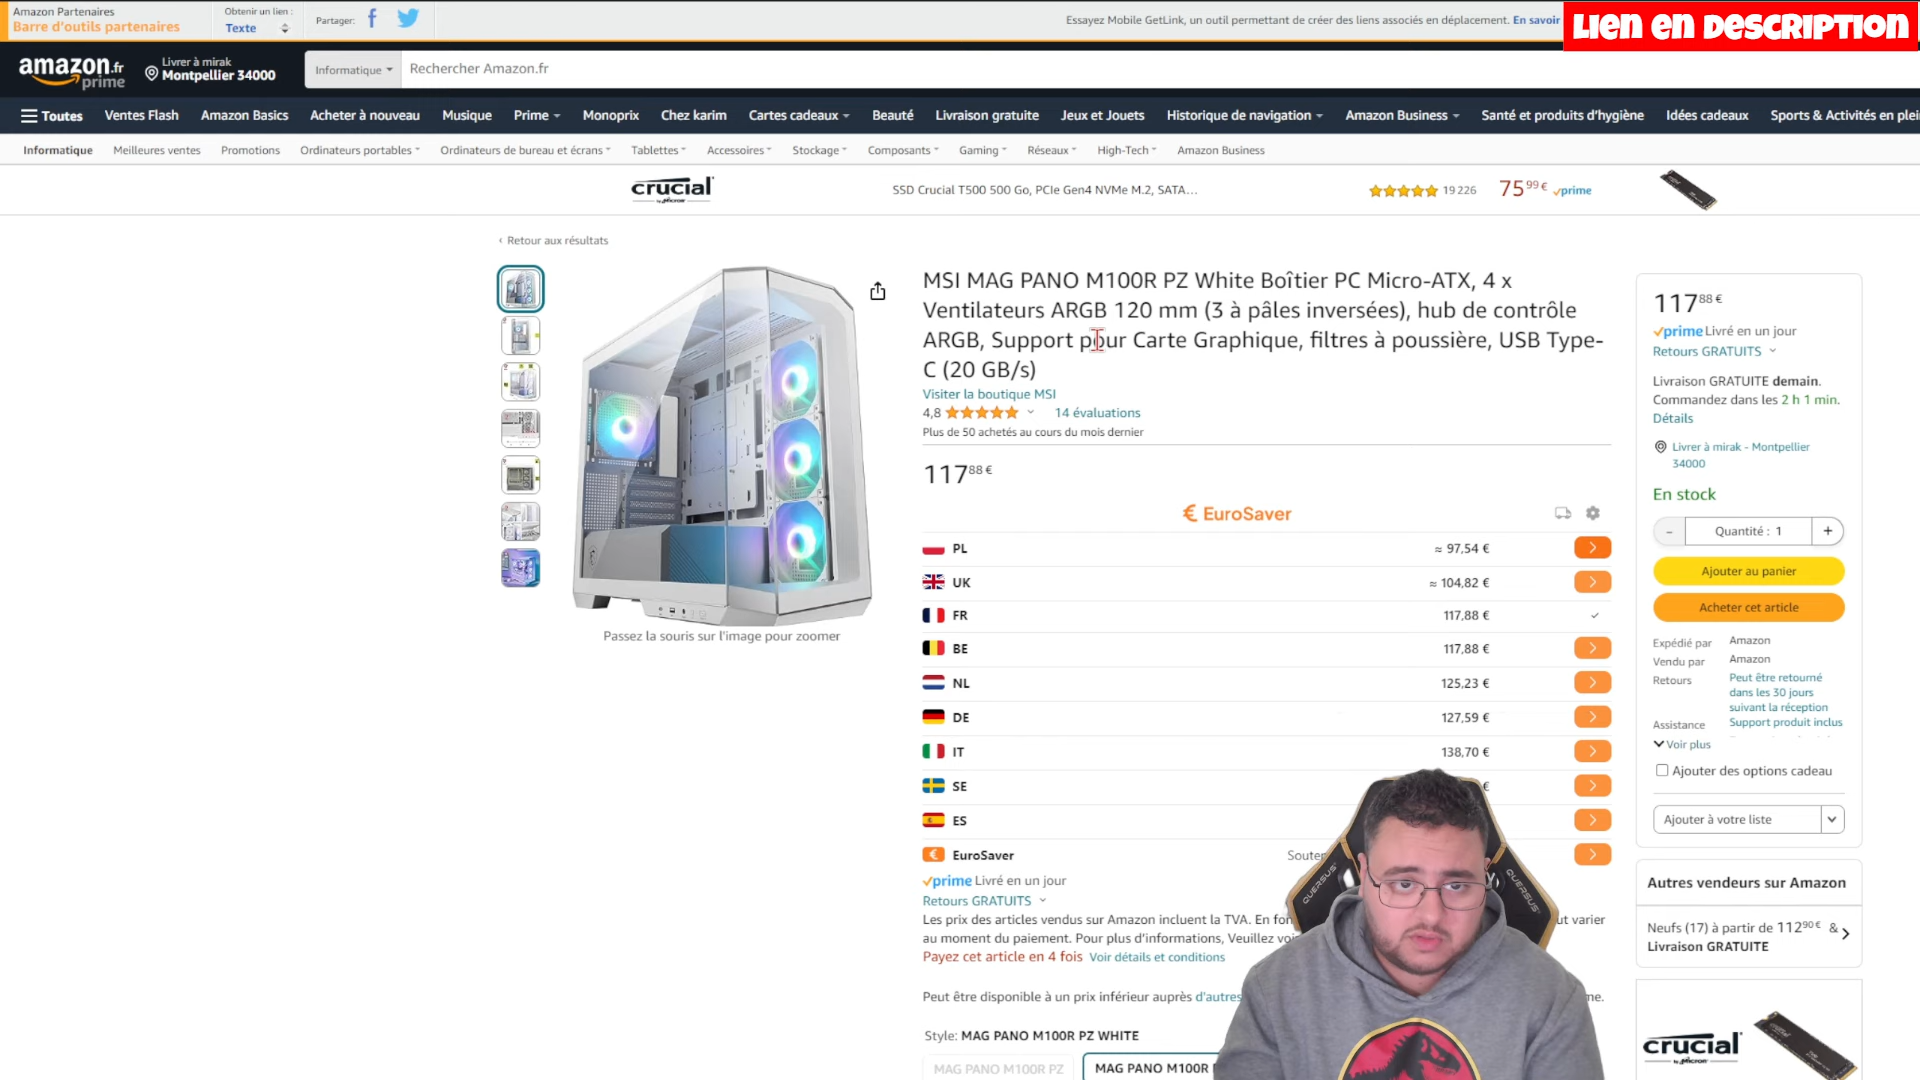 Amazon Partenaires
Barre d'outils partenaires
Obtenir un lien :
Texte
Partager:
Essayez Mobile GetLink, un outil permettant de créer des liens associés en déplacement. En savoir
Lien en description
amazon.fr
prime
Livrer à mirak
Montpellier 34000
Informatique
Rechercher Amazon.fr
Toutes
Ventes Flash
Amazon Basics
Acheter à nouveau
Musique
Prime
Monoprix
Chez karim
Cartes cadeaux
Beauté
Livraison gratuite
Jeux et Jouets
Historique de navigation
Amazon Business
Santé et produits d'hygiène
Idées cadeaux
Sports & Activités en plei
Informatique
Meilleures ventes
Promotions
Ordinateurs portables
Ordinateurs de bureau et écrans
Tablettes
Accessoires
Stockage
Composants
Gaming
Réseaux
High-Tech
Amazon Business
crucial
by Micron
SSD Crucial T500 500 Go, PCIe Gen4 NVMe M.2, SATA...
19 226
75 99 €
prime
‹ Retour aux résultats
MSI MAG PANO M100R PZ White Boîtier PC Micro-ATX, 4 x
Ventilateurs ARGB 120 mm (3 à pâles inversées), hub de contrôle
ARGB, Support pour Carte Graphique, filtres à poussière, USB Type-
C (20 GB/s)
Visiter la boutique MSI
4,8
14 évaluations
Plus de 50 achetés au cours du mois dernier
117 88 €
€ EuroSaver
PL
≈ 97,54 €
UK
≈ 104,82 €
FR
117,88 €
BE
117,88 €
NL
125,23 €
DE
127,59 €
IT
138,70 €
SE
€
ES
€ EuroSaver
Souter
prime Livré en un jour
Retours GRATUITS
Les prix des articles vendus sur Amazon incluent la TVA. En fon
ut varier
au moment du paiement. Pour plus d'informations, Veuillez voi
Payez cet article en 4 fois
Voir détails et conditions
Peut être disponible à un prix inférieur auprès d'autres
me.
Style: MAG PANO M100R PZ WHITE
MAG PANO M100R PZ
MAG PANO M100R
Passez la souris sur l'image pour zoomer
QUERSUS
QUERSUS
117 88 €
prime Livré en un jour
Retours GRATUITS
Livraison GRATUITE demain.
Commandez dans les 2 h 1 min.
Détails
Livrer à mirak - Montpellier
34000
En stock
-
Quantité : 1
+
Ajouter au panier
Acheter cet article
Expédié par
Amazon
Vendu par
Amazon
Retours
Peut être retourné
dans les 30 jours
suivant la réception
Assistance
Support produit inclus
Voir plus
Ajouter des options cadeau
Ajouter à votre liste
Autres vendeurs sur Amazon
Neufs (17) à partir de 112 90 € &
Livraison GRATUITE
crucial
by Micron